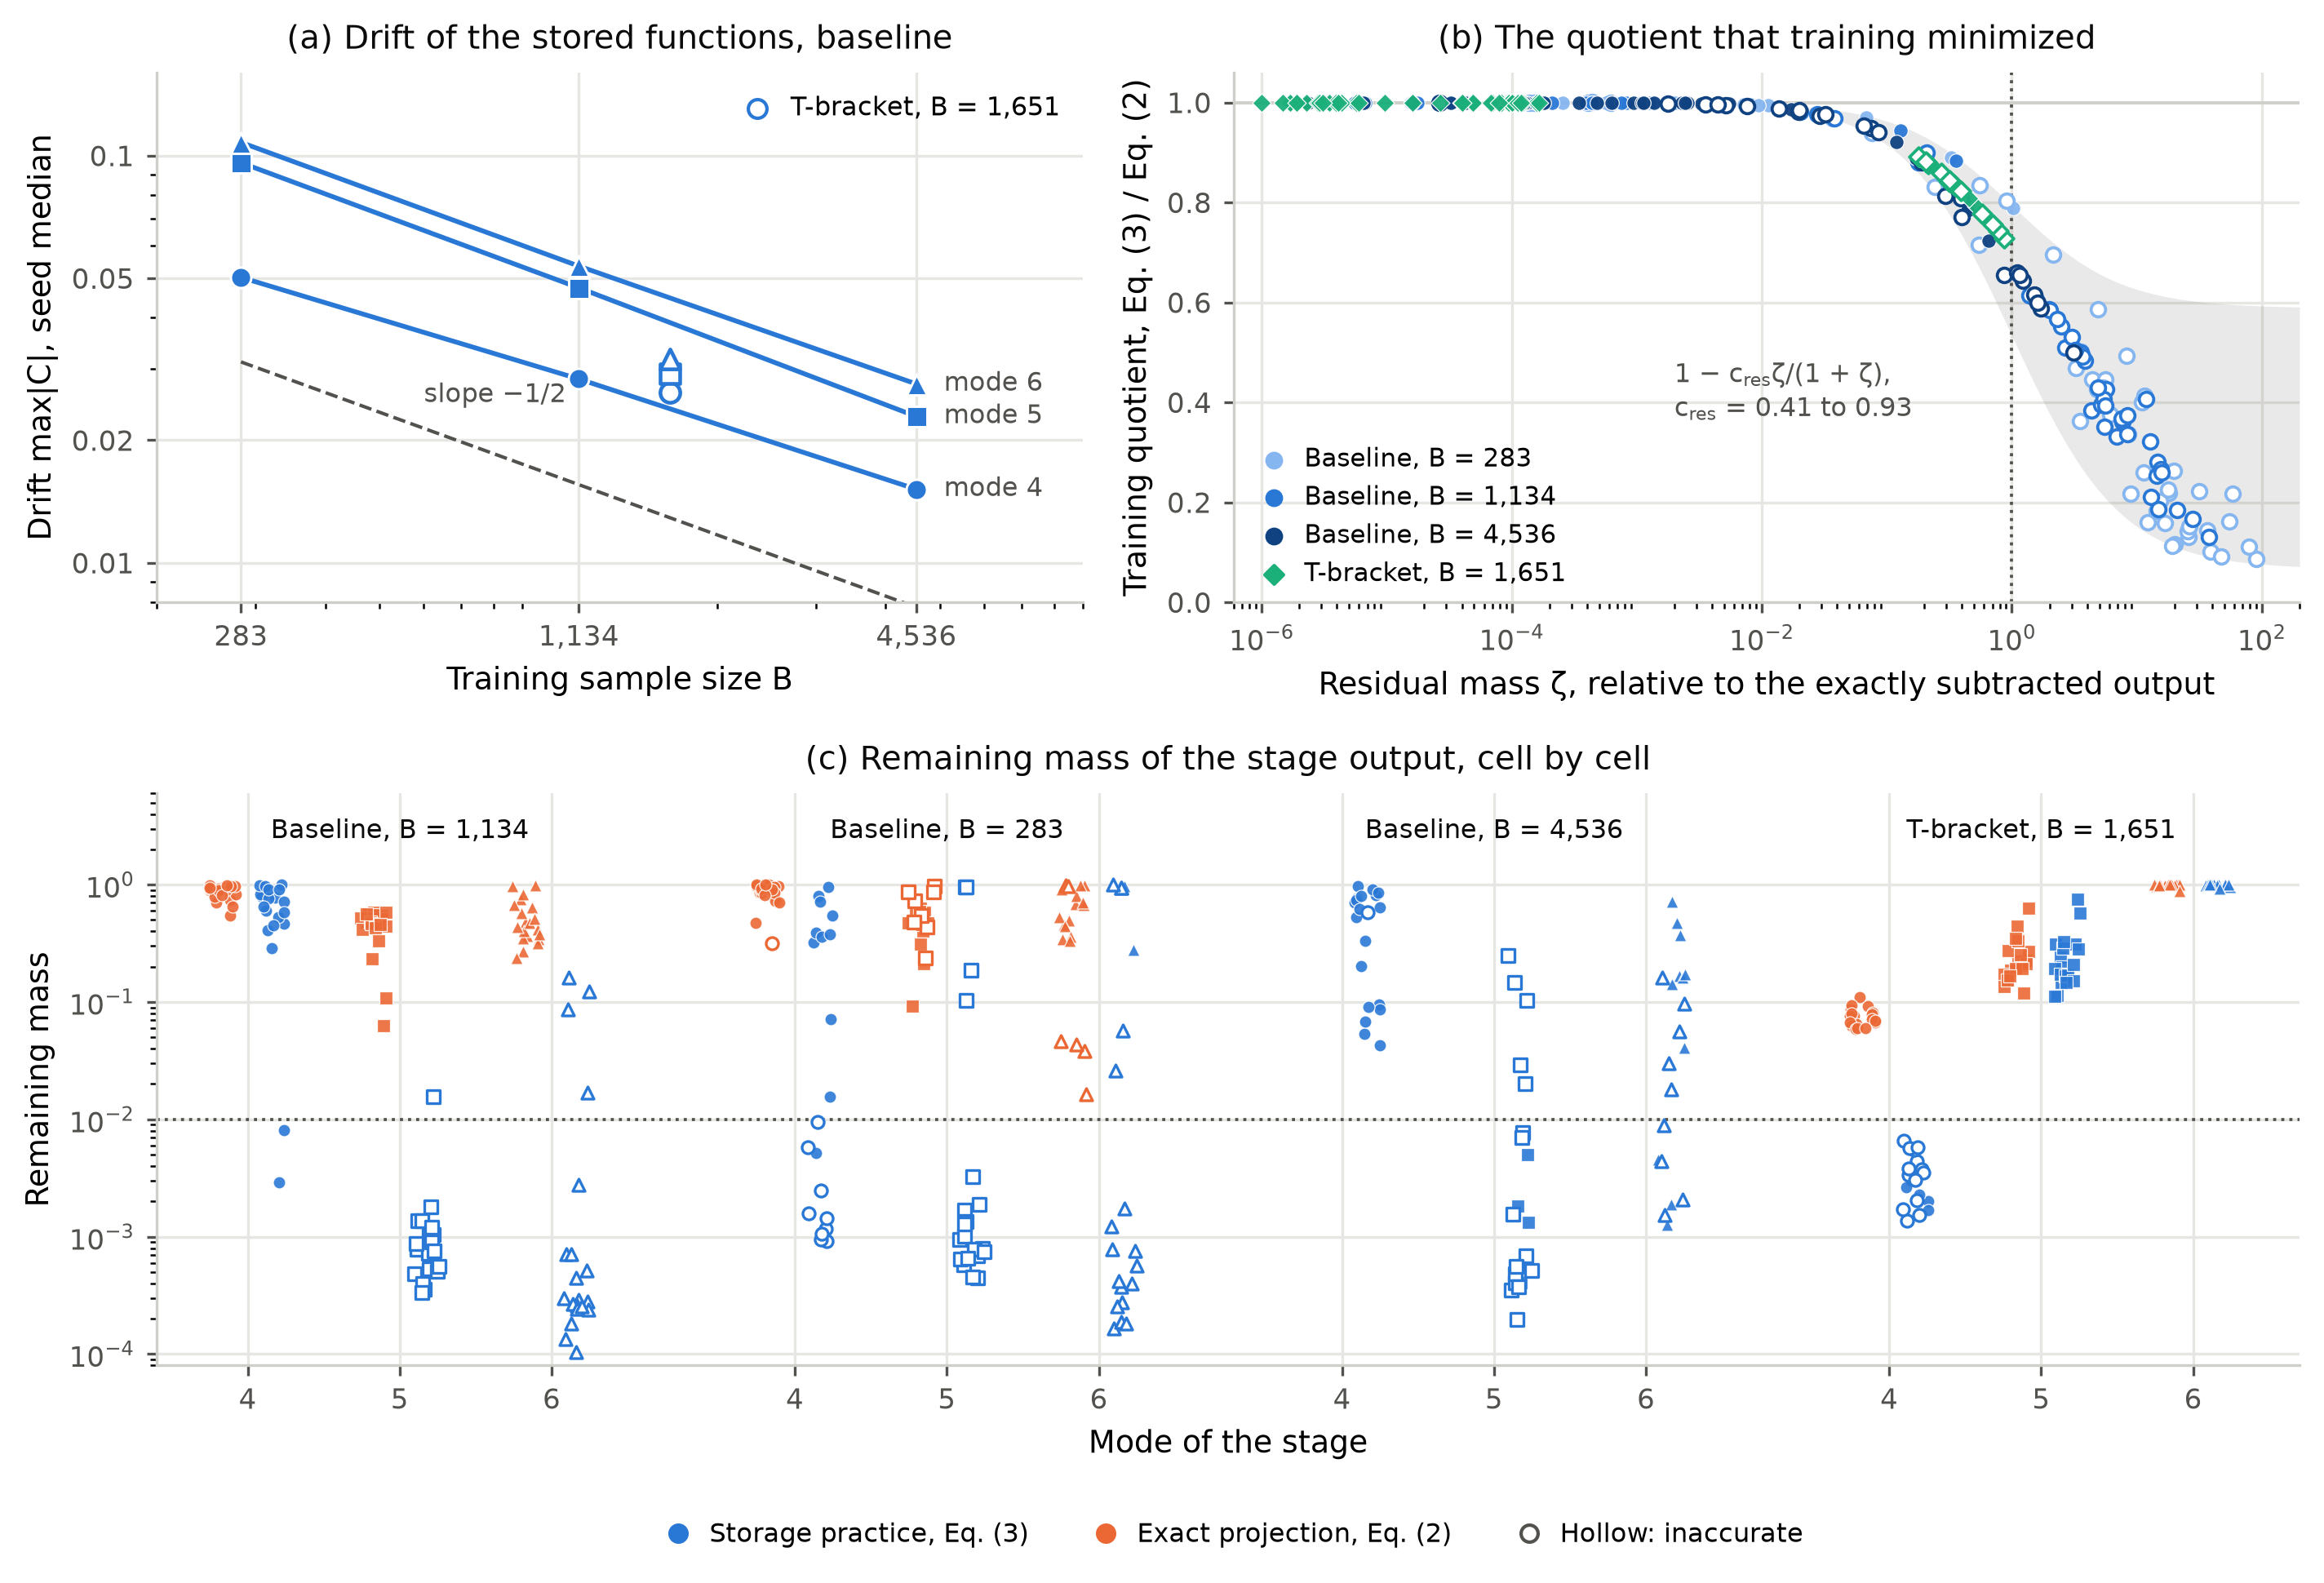 (a) Drift of the stored functions, baseline
Drift max|C|, seed median
0.1
0.05
0.02
0.01
T-bracket, B = 1,651
slope −1/2
mode 6
mode 5
mode 4
283
1,134
4,536
Training sample size B
(b) The quotient that training minimized
Training quotient, Eq. (3) / Eq. (2)
1.0
0.8
0.6
0.4
0.2
0.0
1 − c_res ζ/(1 + ζ),
c_res = 0.41 to 0.93
Baseline, B = 283
Baseline, B = 1,134
Baseline, B = 4,536
T-bracket, B = 1,651
10⁻⁶
10⁻⁴
10⁻²
10⁰
10²
Residual mass ζ, relative to the exactly subtracted output
(c) Remaining mass of the stage output, cell by cell
Remaining mass
10⁰
10⁻¹
10⁻²
10⁻³
10⁻⁴
Baseline, B = 1,134
Baseline, B = 283
Baseline, B = 4,536
T-bracket, B = 1,651
4 5 6 4 5 6 4 5 6 4 5 6
Mode of the stage
Storage practice, Eq. (3)
Exact projection, Eq. (2)
Hollow: inaccurate